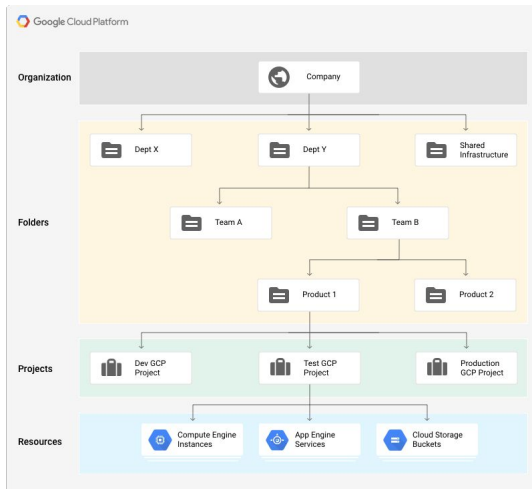 Google Cloud Platform
Organization
Company
Dept X
Dept Y
Shared
Infrastructure
Folders
Team A
Team B
Product 1
Product 2
Projects
Dev GCP
Project
Test GCP
Project
Production
GCP Project
Resources
Compute Engine
Instances
App Engine
Services
Cloud Storage
Buckets